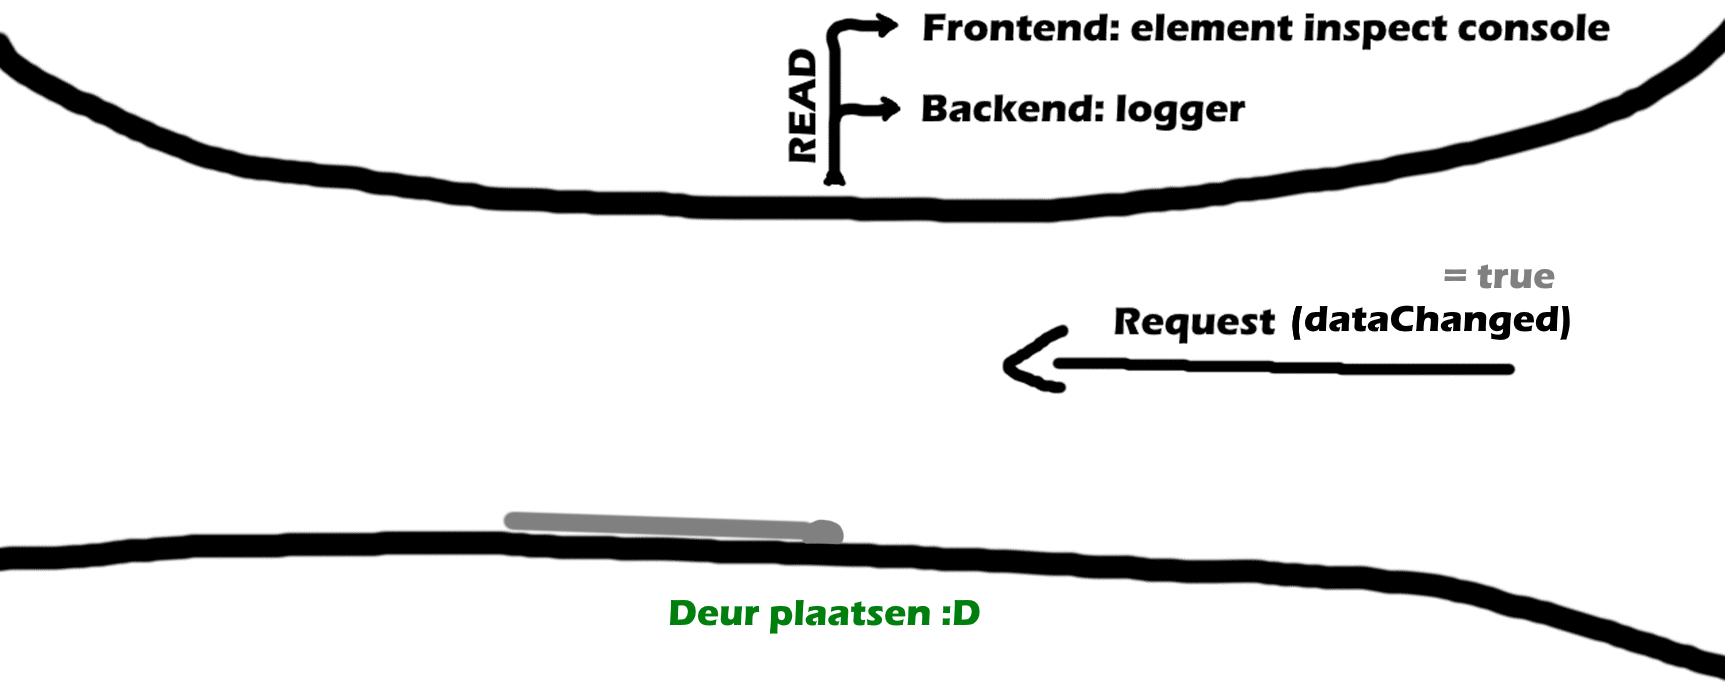 READ
Frontend: element inspect console
Backend: logger
= true
Request (dataChanged)
Deur plaatsen :D